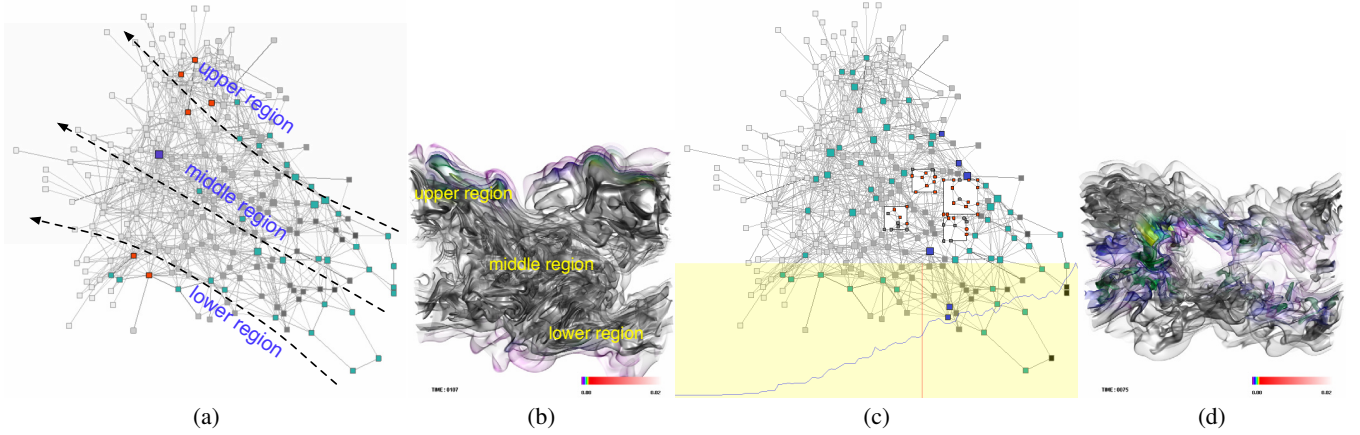 upper region
middle region
lower region
upper region
middle region
lower region
TIME : 0107
0.00 0.02
TIME : 0075
0.00 0.02
(a) (b) (c) (d)